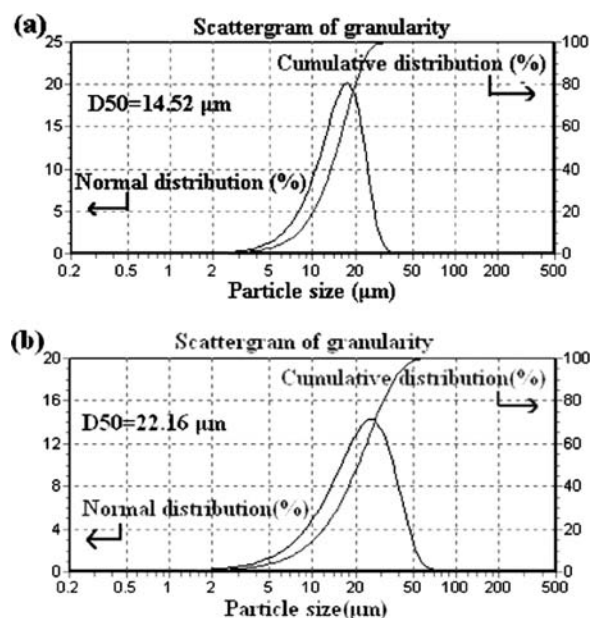 (a)
Scattergram of granularity
25
20
15
10
5
0
100
80
60
40
20
0
Cumulative distribution (%)
D50=14.52 μm
Normal distribution (%)
0.2 0.5 1 2 5 10 20 50 100 200 500
Particle size (μm)
(b)
Scattergram of granularity
20
16
12
8
4
0
100
80
60
40
20
0
Cumulative distribution(%)
D50=22.16 μm
Normal distribution(%)
0.2 0.5 1 2 5 10 20 50 100 200 500
Particle size(μm)